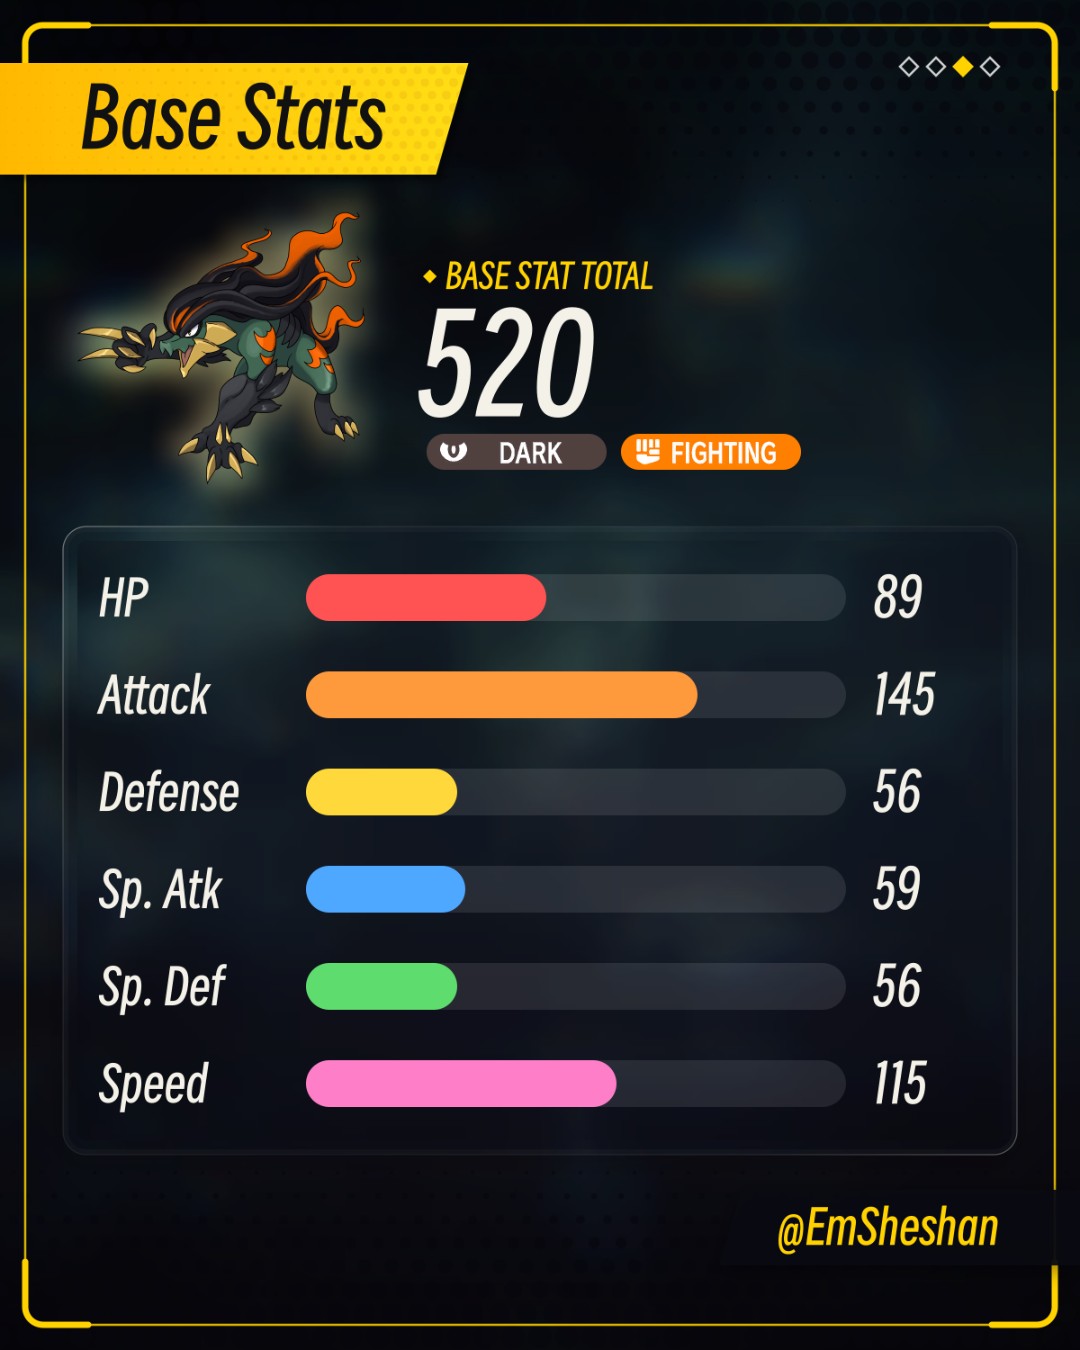 Base Stats
BASE STAT TOTAL
520
DARK FIGHTING
HP 89
Attack 145
Defense 56
Sp. Atk 59
Sp. Def 56
Speed 115
@EmSheshan